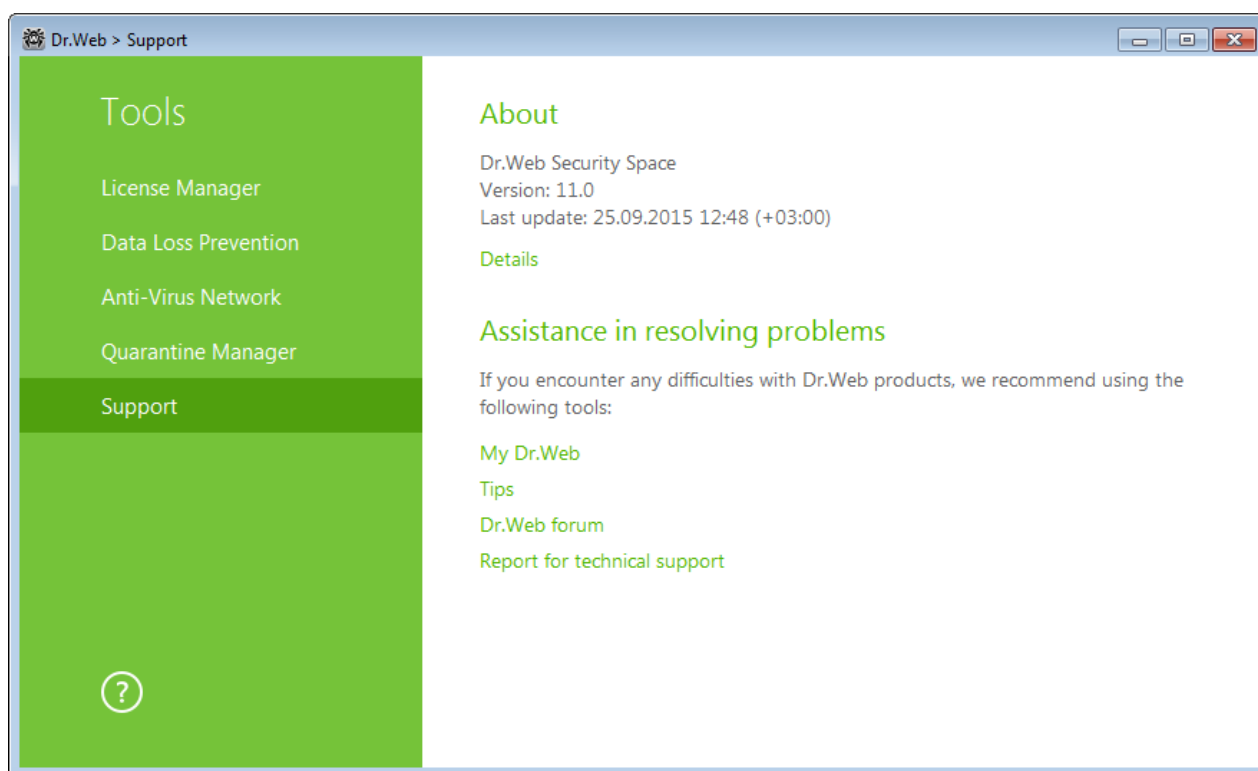 Dr.Web > Support
Tools
License Manager
Data Loss Prevention
Anti-Virus Network
Quarantine Manager
Support
?
About
Dr.Web Security Space
Version: 11.0
Last update: 25.09.2015 12:48 (+03:00)
Details
Assistance in resolving problems
If you encounter any difficulties with Dr.Web products, we recommend using the
following tools:
My Dr.Web
Tips
Dr.Web forum
Report for technical support